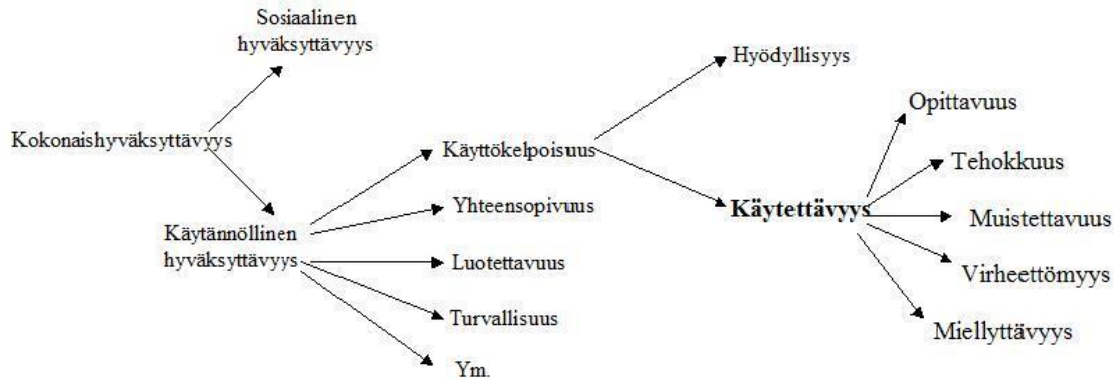 Sosiaalinen
hyväksyttävyys
Kokonaishyväksyttävyys
Käytännöllinen
hyväksyttävyys
Käyttökelpoisuus
Yhteensopivuus
Luotettavuus
Turvallisuus
Ym.
Hyödyllisyys
Käytettävyys
Opittavuus
Tehokkuus
Muistettavuus
Virheettömyys
Miellyttävyys